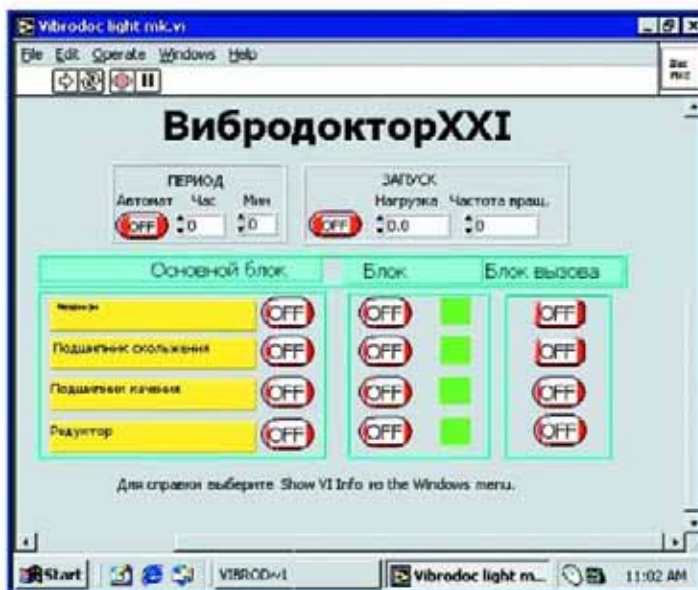 Vibrodoc light mk.vi
File Edit Operate Windows Help
ВибродокторXXI
ПЕРИОД
Автомат Час Мин
OFF 0 0
ЗАПУСК
Нагрузка Частота вращ.
OFF 0.0 0
Основной блок Блок Блок вызова
OFF OFF OFF
Подшипник скольжения OFF OFF OFF
Подшипник качения OFF OFF OFF
Редуктор OFF OFF OFF
Для справки выберите Show VI Info из the Windows menu.
Start VIBROD~1 Vibrodoc light m... 11:02 AM